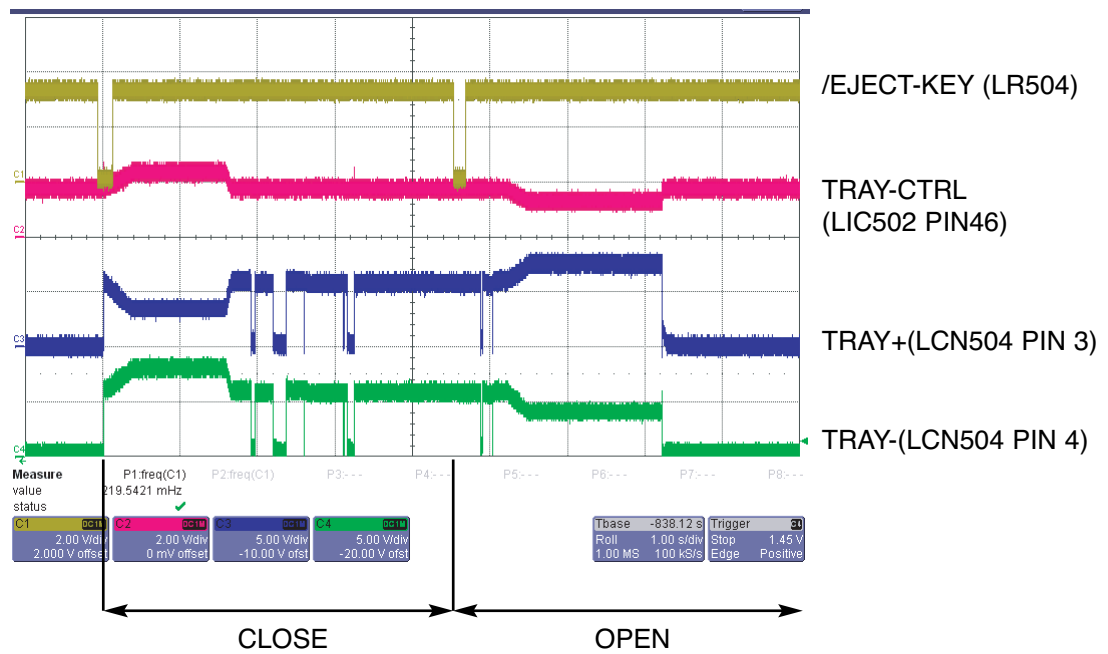 /EJECT-KEY (LR504)
C1
TRAY-CTRL
(LIC502 PIN46)
C2
C3
TRAY+(LCN504 PIN 3)
C4
TRAY-(LCN504 PIN 4)
Measure P1:freq(C1) P2:freq(C1) P3:- - - P4:- - - P5:- - - P6:- - - P7:- - - P8:- - -
value 219.5421 mHz
status ✓
C1 DC1M C2 DC1M C3 DC1M C4 DC1M Tbase -838.12 s Trigger C4
2.00 V/div 2.00 V/div 5.00 V/div 5.00 V/div Roll 1.00 s/div Stop 1.45 V
2.000 V offset 0 mV offset -10.00 V ofst -20.00 V ofst 1.00 MS 100 kS/s Edge Positive
CLOSE OPEN